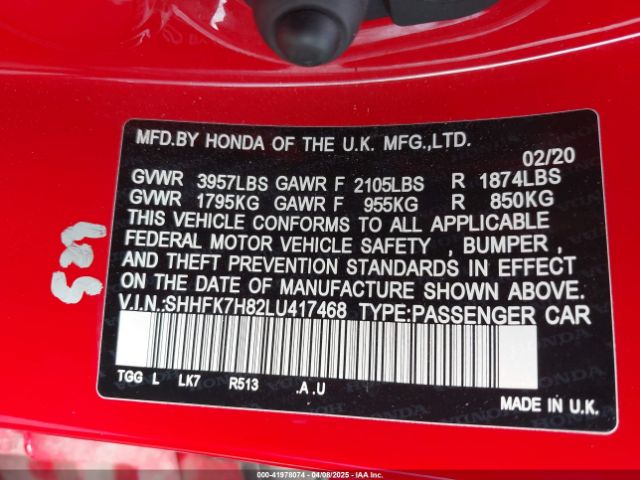 MFD.BY HONDA OF THE U.K. MFG.,LTD.
02/20
GVWR 3957LBS GAWR F 2105LBS R 1874LBS
GVWR 1795KG GAWR F 955KG R 850KG
THIS VEHICLE CONFORMS TO ALL APPLICABLE
FEDERAL MOTOR VEHICLE SAFETY , BUMPER ,
AND THEFT PREVENTION STANDARDS IN EFFECT
ON THE DATE OF MANUFACTURE SHOWN ABOVE.
V.I.N.:SHHFK7H82LU417468 TYPE:PASSENGER CAR
TGG L LK7 R513 .A .U
MADE IN U.K.
000-41978074 | 04/08/2025 - IAAI.com